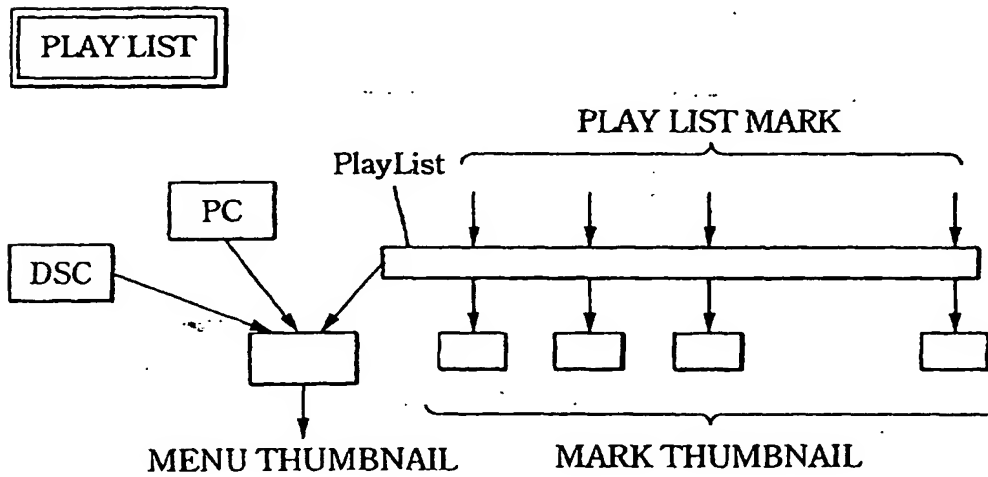 PLAY LIST
PLAY LIST MARK
PlayList
PC
DSC
MENU THUMBNAIL
MARK THUMBNAIL